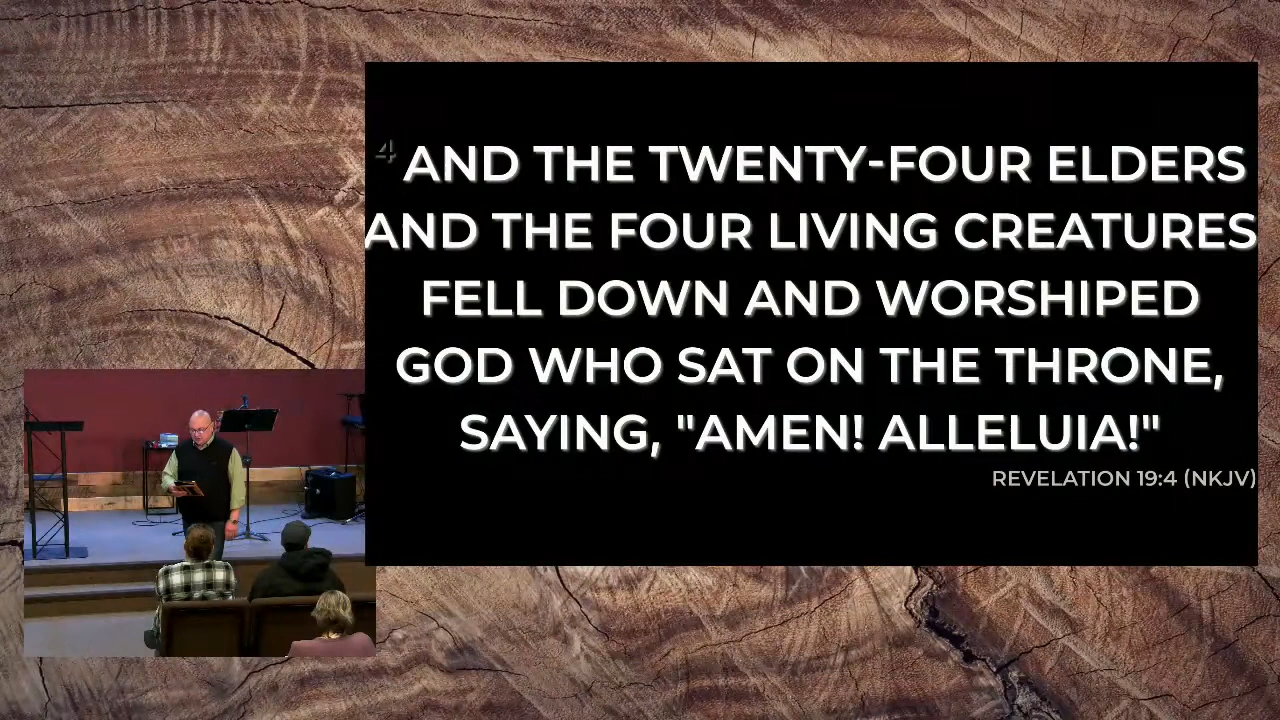 4 AND THE TWENTY-FOUR ELDERS
AND THE FOUR LIVING CREATURES
FELL DOWN AND WORSHIPED
GOD WHO SAT ON THE THRONE,
SAYING, "AMEN! ALLELUIA!"
REVELATION 19:4 (NKJV)